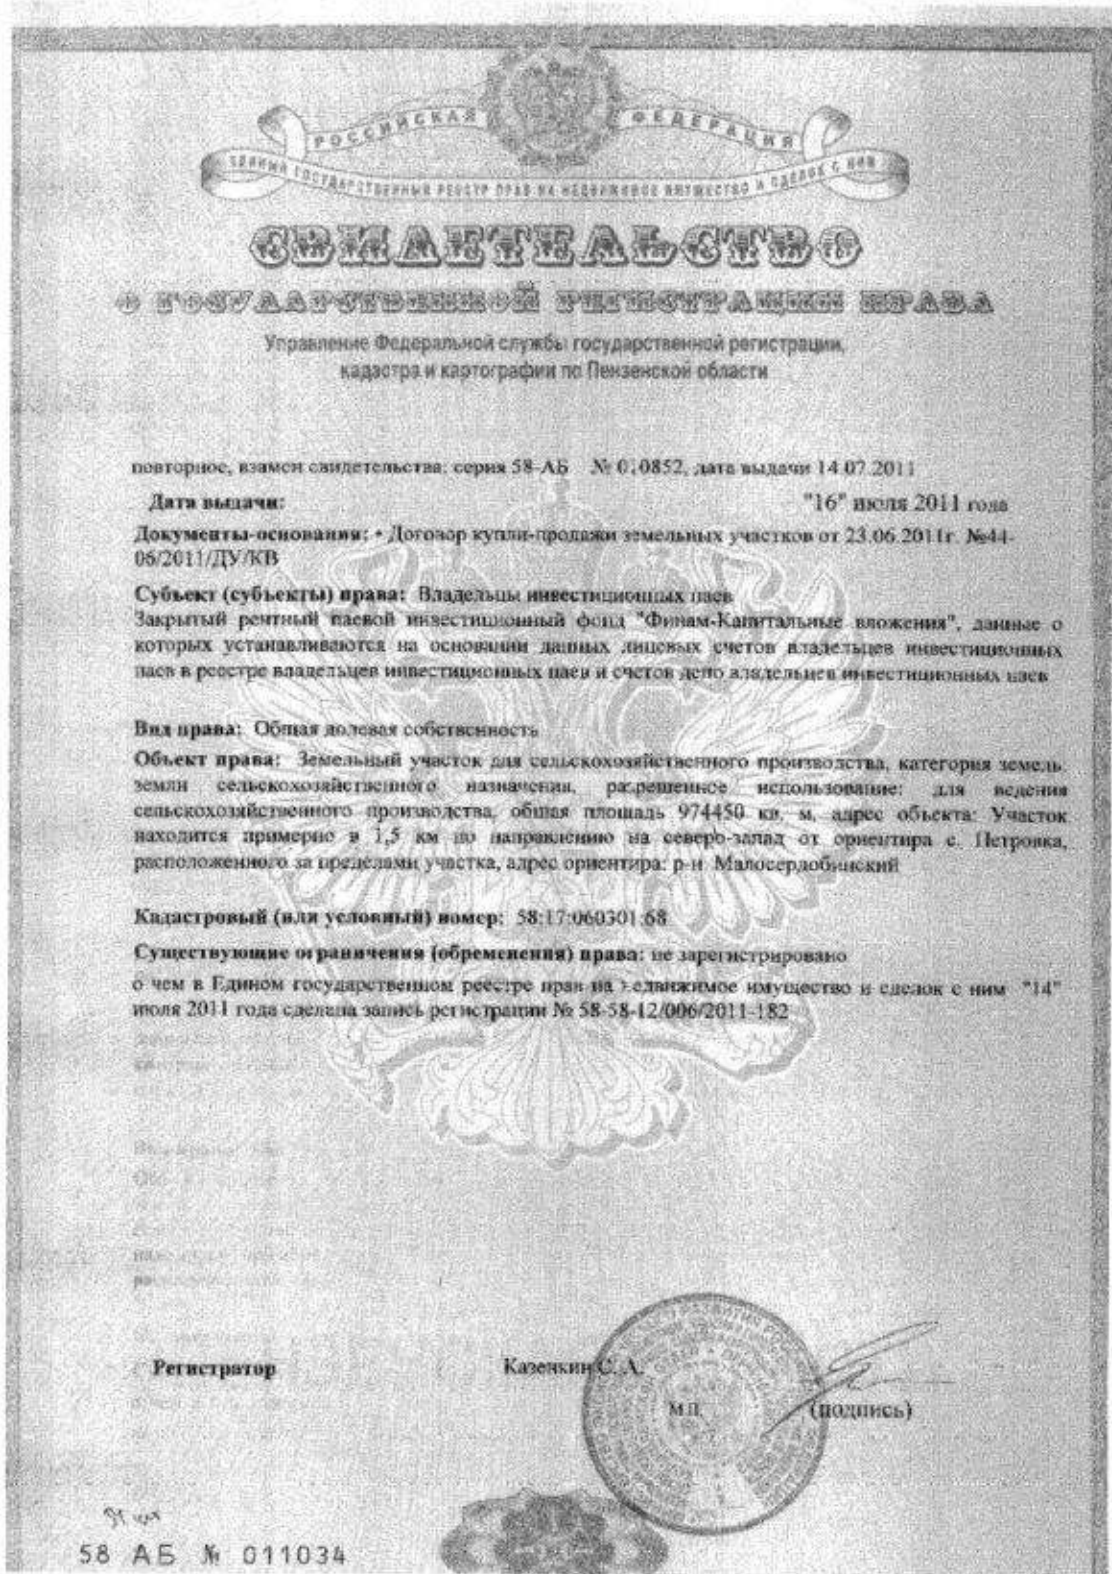 РОССИЙСКАЯ ФЕДЕРАЦИЯ
ЕДИНЫЙ ГОСУДАРСТВЕННЫЙ РЕЕСТР ПРАВ НА НЕДВИЖИМОЕ ИМУЩЕСТВО И СДЕЛОК С НИМ
СВИДЕТЕЛЬСТВО
О ГОСУДАРСТВЕННОЙ РЕГИСТРАЦИИ ПРАВА
Управление Федеральной службы государственной регистрации,
кадастра и картографии по Пензенской области
повторное, взамен свидетельства: серия 58-АБ № 010852, дата выдачи 14.07.2011
Дата выдачи: "16" июля 2011 года
Документы-основания: • Договор купли-продажи земельных участков от 23.06.2011г. №44-
06/2011/ДУ/КВ
Субъект (субъекты) права: Владельцы инвестиционных паев
Закрытый рентный паевой инвестиционный фонд "Финам-Капитальные вложения", данные о
которых устанавливаются на основании данных лицевых счетов владельцев инвестиционных
паев в реестре владельцев инвестиционных паев и счетов депо владельцев инвестиционных паев
Вид права: Общая долевая собственность
Объект права: Земельный участок для сельскохозяйственного производства, категория земель:
земли сельскохозяйственного назначения, разрешенное использование: для ведения
сельскохозяйственного производства, общая площадь 974450 кв. м, адрес объекта: Участок
находится примерно в 1,5 км по направлению на северо-запад от ориентира с. Петровка,
расположенного за пределами участка, адрес ориентира: р-н Малосердобинский
Кадастровый (или условный) номер: 58:17:060301:68
Существующие ограничения (обременения) права: не зарегистрировано
о чем в Едином государственном реестре прав на недвижимое имущество и сделок с ним "14"
июля 2011 года сделана запись регистрации № 58-58-12/006/2011-182
Регистратор Казенкин С. А.
М.П. (подпись)
58 АБ № 011034